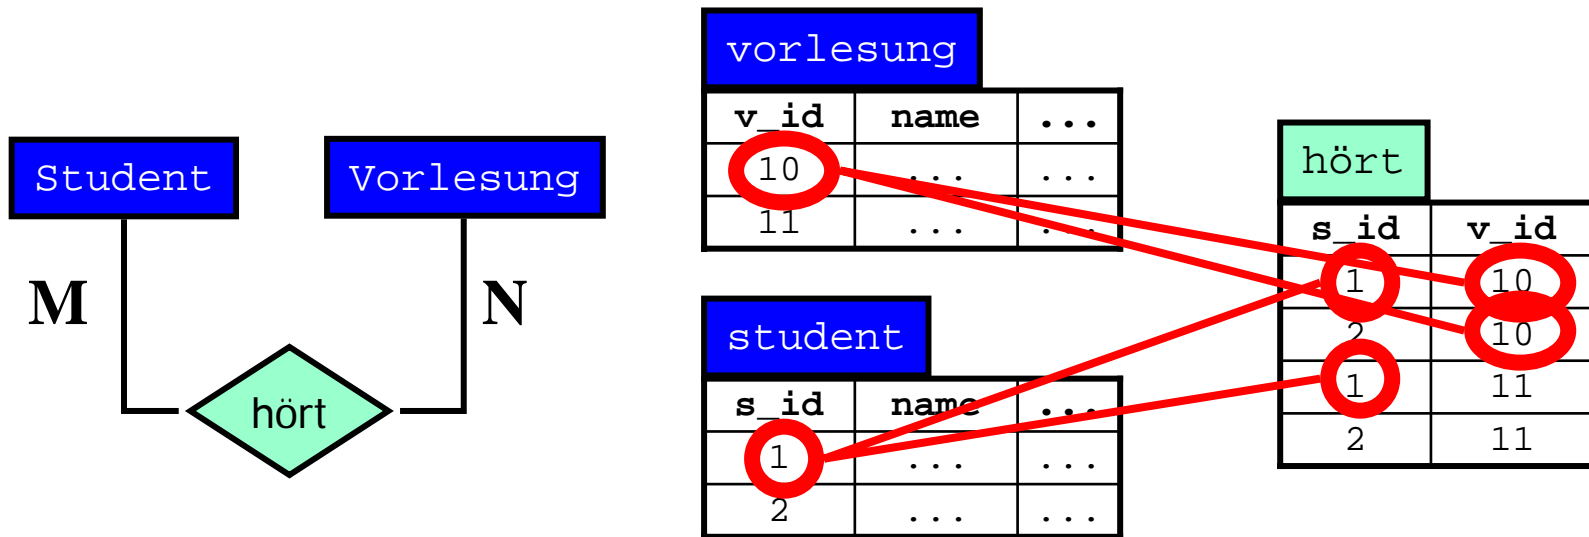 Student Vorlesung
M N
hört
vorlesung
v_id name ...
10 ... ...
11 ... ...
student
s_id name ...
1 ... ...
2 ... ...
hört
s_id v_id
1 10
2 10
1 11
2 11